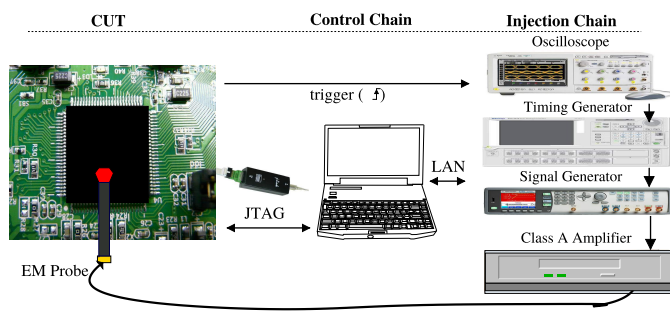 CUT Control Chain Injection Chain
Oscilloscope
trigger ( )
Timing Generator
LAN
Signal Generator
JTAG
Class A Amplifier
EM Probe